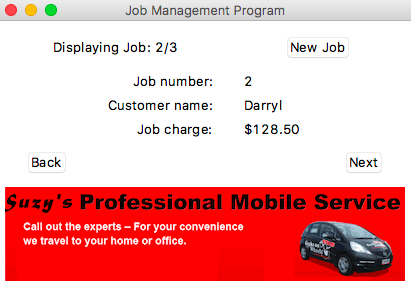 Job Management Program
Displaying Job: 2/3
New Job
Job number: 2
Customer name: Darryl
Job charge: $128.50
Back
Next
Suzy's Professional Mobile Service
Call out the experts – For your convenience
we travel to your home or office.